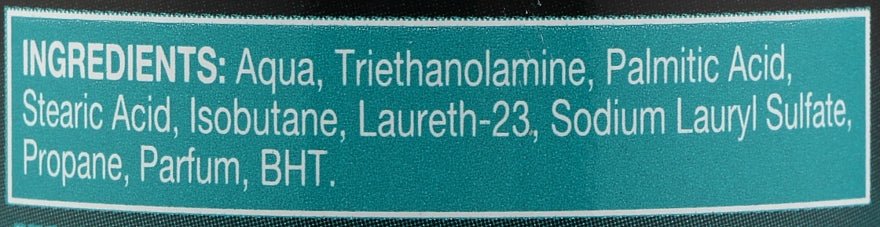 INGREDIENTS: Aqua, Triethanolamine, Palmitic Acid,
Stearic Acid, Isobutane, Laureth-23, Sodium Lauryl Sulfate,
Propane, Parfum, BHT.